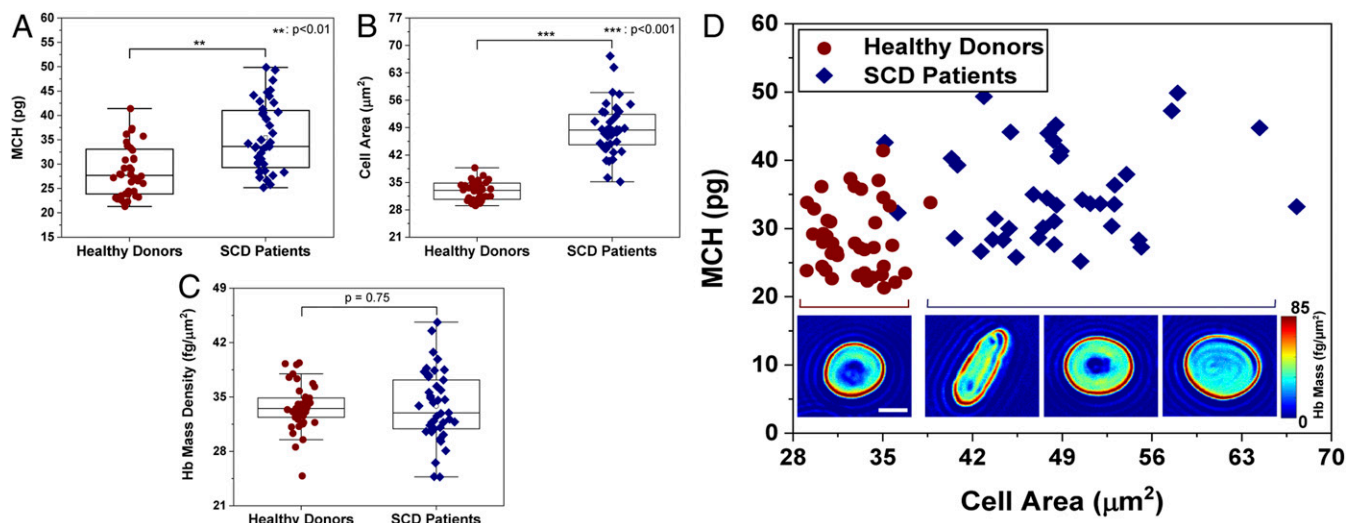 A
MCH (pg)
60
55
50
45
40
35
30
25
20
15
**
**: p<0.01
Healthy Donors
SCD Patients
B
Cell Area (μm²)
77
70
63
56
49
42
35
28
21
***
***: p<0.001
Healthy Donors
SCD Patients
C
Hb Mass Density (fg/μm²)
49
42
35
28
21
p = 0.75
Healthy Donors
SCD Patients
D
Healthy Donors
SCD Patients
MCH (pg)
60
50
40
30
20
10
0
85
Hb Mass (fg/μm²)
0
28
35
42
49
56
63
70
Cell Area (μm²)